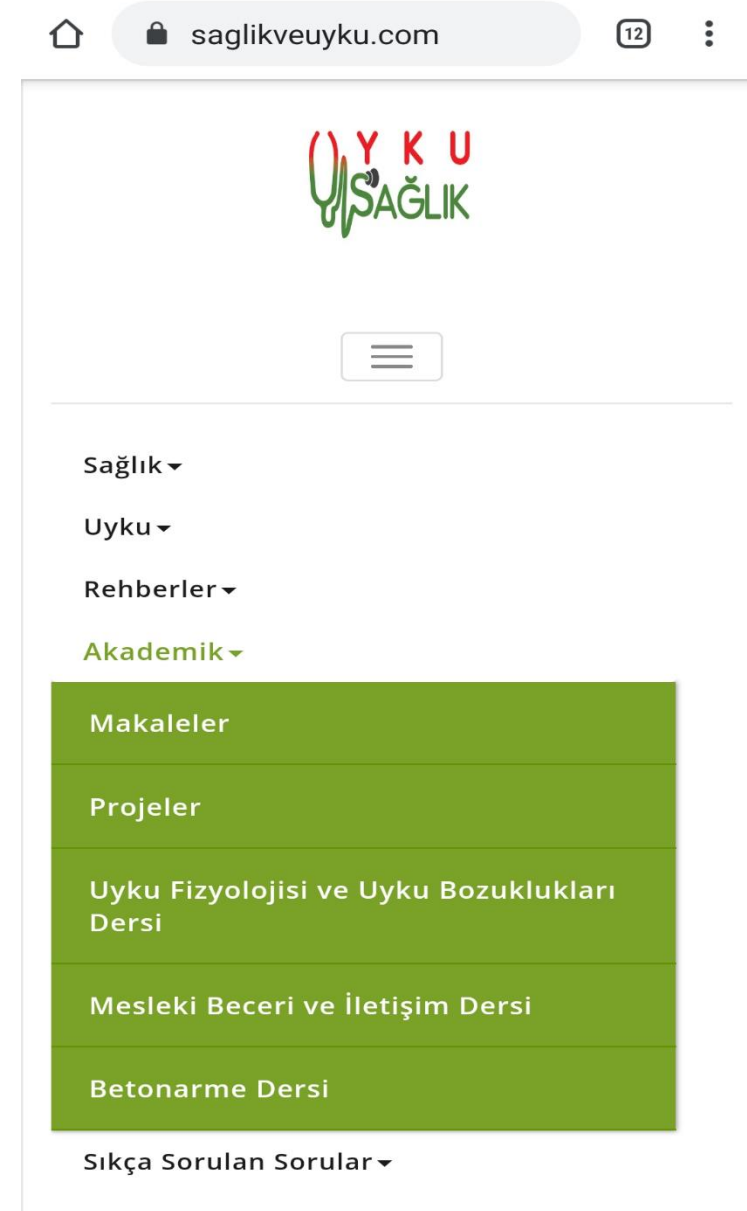 saglikveuyku.com
12
UYKU
SAĞLIK
Sağlık
Uyku
Rehberler
Akademik
Makaleler
Projeler
Uyku Fizyolojisi ve Uyku Bozuklukları
Dersi
Mesleki Beceri ve İletişim Dersi
Betonarme Dersi
Sıkça Sorulan Sorular